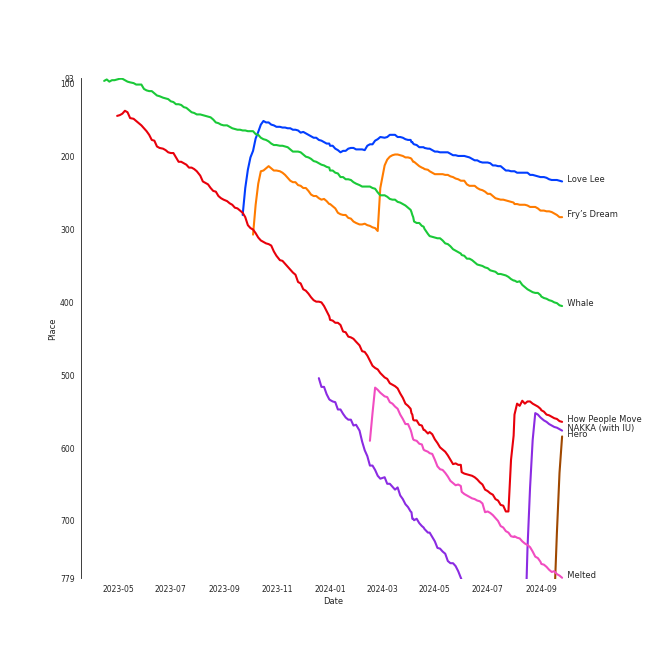 93
100
200
300
400
500
600
700
779
Place
2023-05
2023-07
2023-09
2023-11
2024-01
2024-03
2024-05
2024-07
2024-09
Date
Love Lee
Fry's Dream
Whale
How People Move
NAKKA (with IU)
Hero
Melted